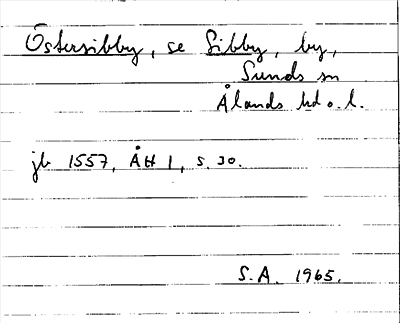 Östersibby, se Sibby, by,
Sunds sn
Ålands hd o. l.
jb 1557, ÅH 1, s. 30.
S.A. 1965.